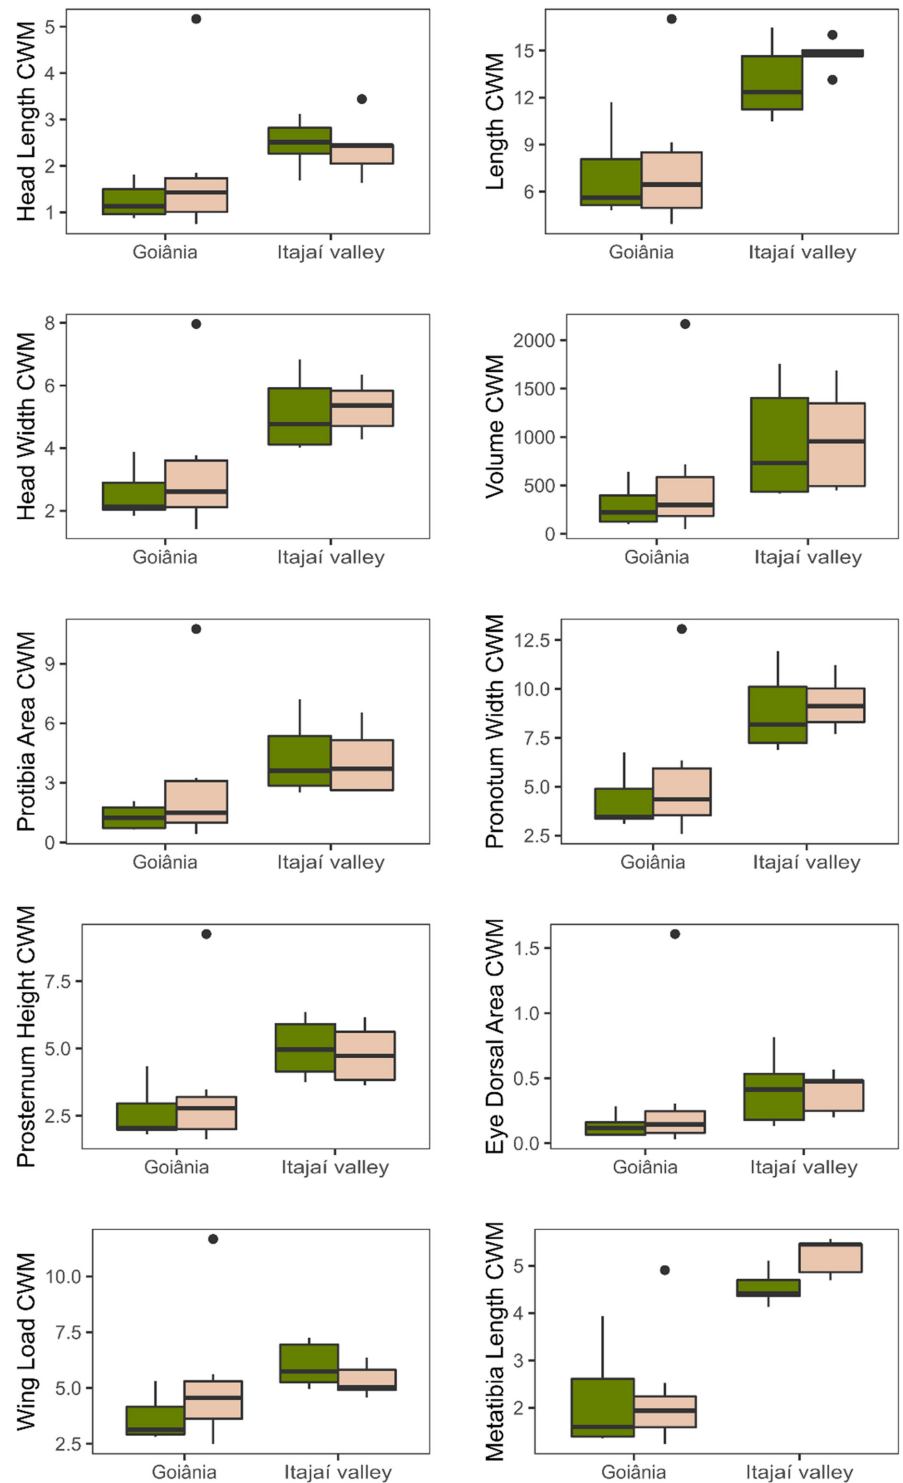 Head Length CWM
5
4
3
2
1
Goiânia
Itajaí valley
Length CWM
15
12
9
6
Goiânia
Itajaí valley
Head Width CWM
8
6
4
2
Goiânia
Itajaí valley
Volume CWM
2000
1500
1000
500
0
Goiânia
Itajaí valley
Protibia Area CWM
9
6
3
0
Goiânia
Itajaí valley
Pronotum Width CWM
12.5
10.0
7.5
5.0
2.5
Goiânia
Itajaí valley
Prosternum Height CWM
7.5
5.0
2.5
Goiânia
Itajaí valley
Eye Dorsal Area CWM
1.5
1.0
0.5
0.0
Goiânia
Itajaí valley
Wing Load CWM
10.0
7.5
5.0
2.5
Goiânia
Itajaí valley
Metatibia Length CWM
5
4
3
2
Goiânia
Itajaí valley